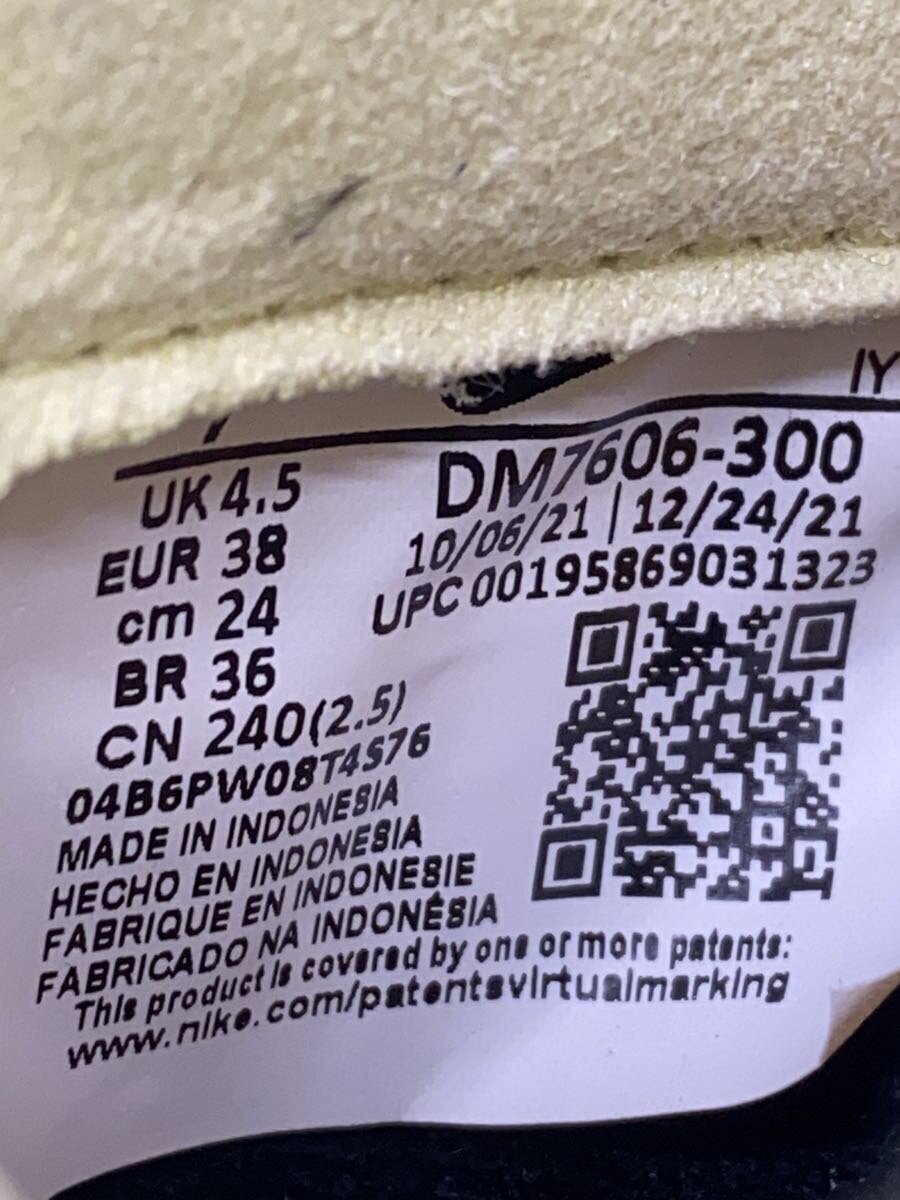 IY
UK 4.5
EUR 38
cm 24
BR 36
CN 240(2.5)
DM7606-300
10/06/21 | 12/24/21
UPC 00195869031323
04B6PW08T4S76
MADE IN INDONESIA
HECHO EN INDONESIA
FABRIQUE EN INDONESIE
FABRICADO NA INDONÉSIA
This product is covered by one or more patents:
www.nike.com/patentsvirtualmarking